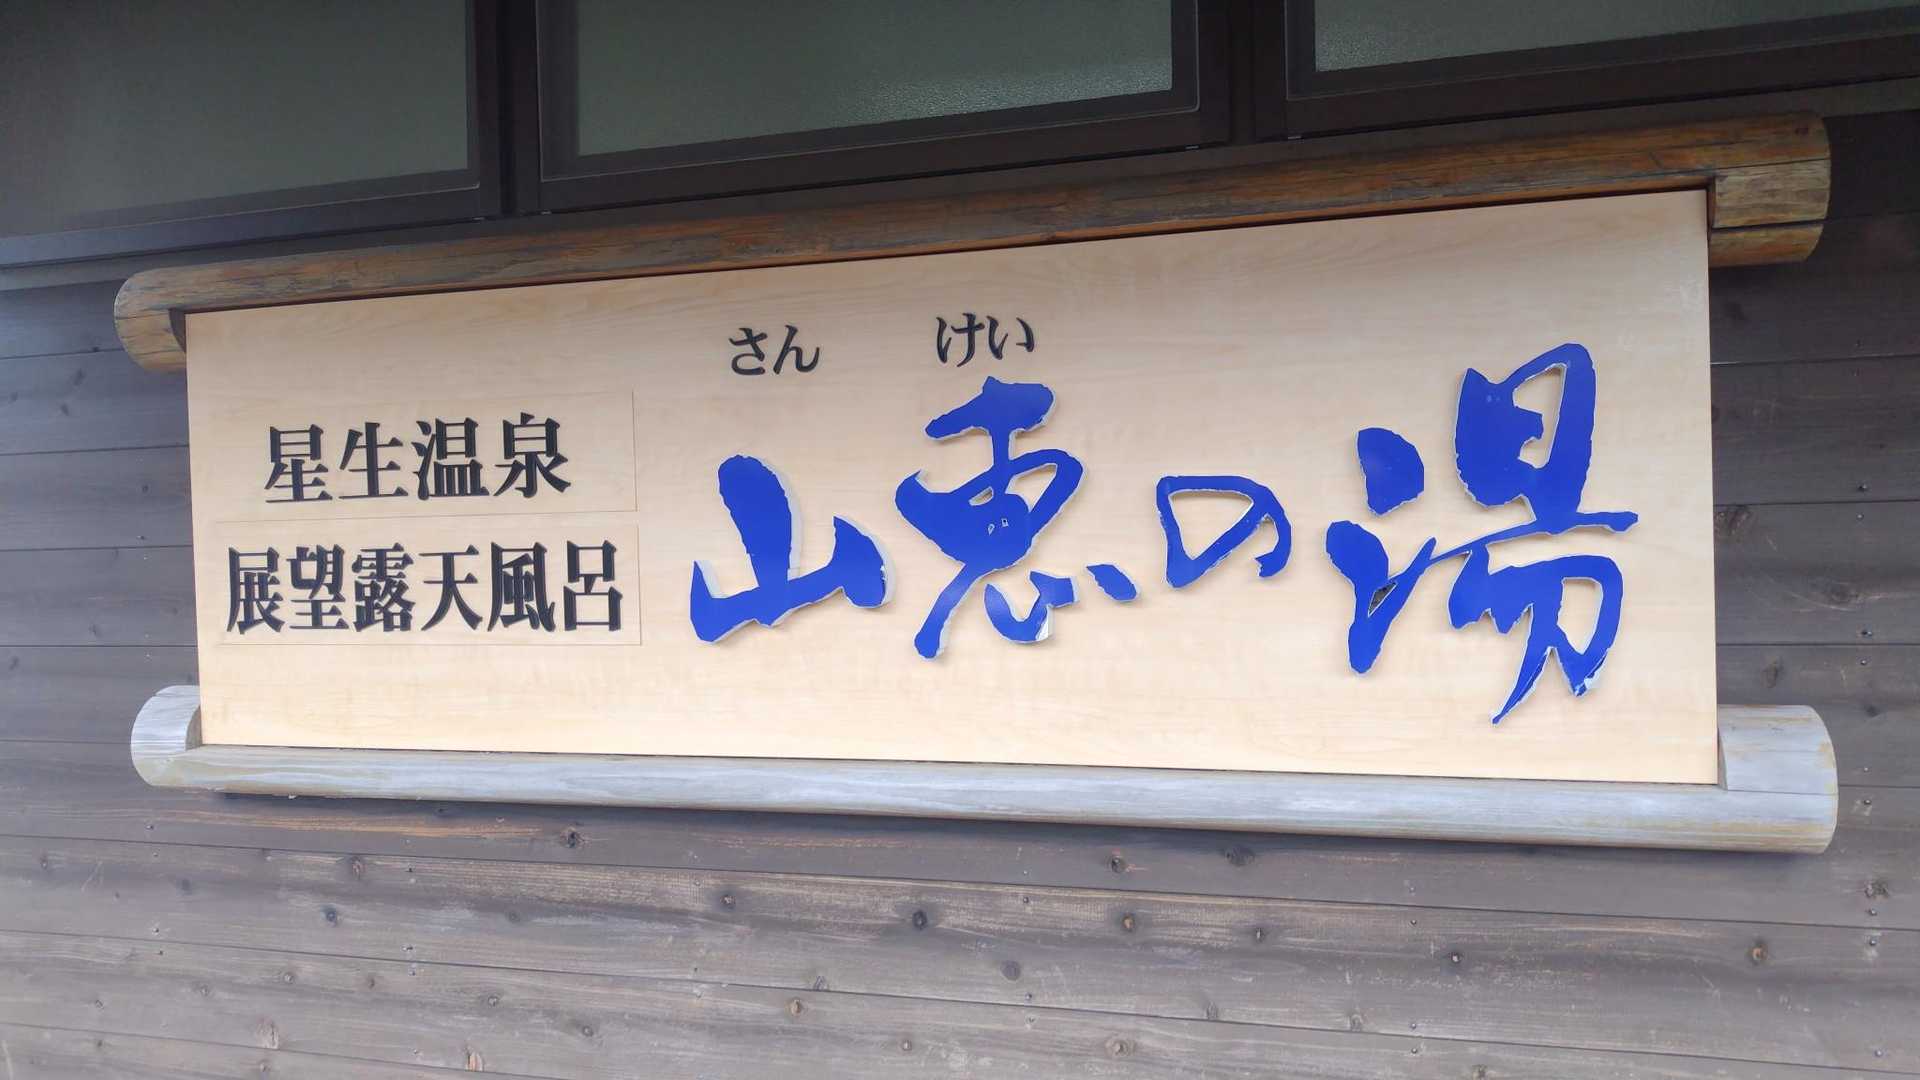 星生温泉
展望露天風呂
さん けい
山恵の湯